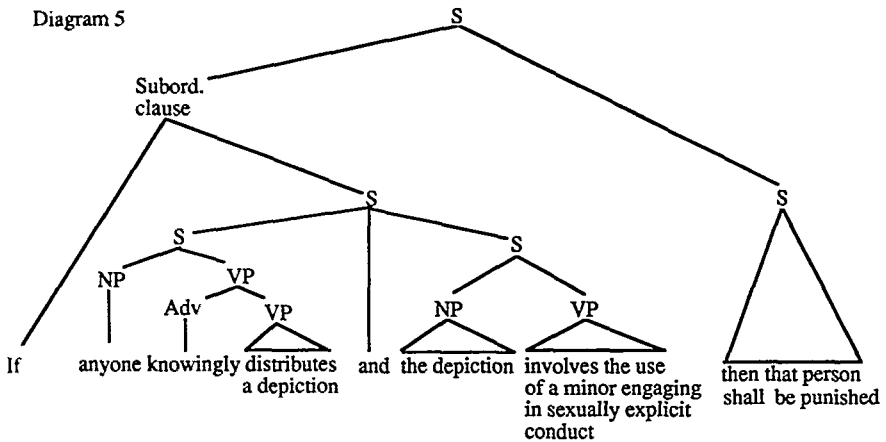 Diagram 5
S
Subord.
clause
S
S
S
S
NP
VP
Adv
VP
NP
VP
If
anyone knowingly distributes
a depiction
and
the depiction
involves the use
of a minor engaging
in sexually explicit
conduct
then that person
shall be punished